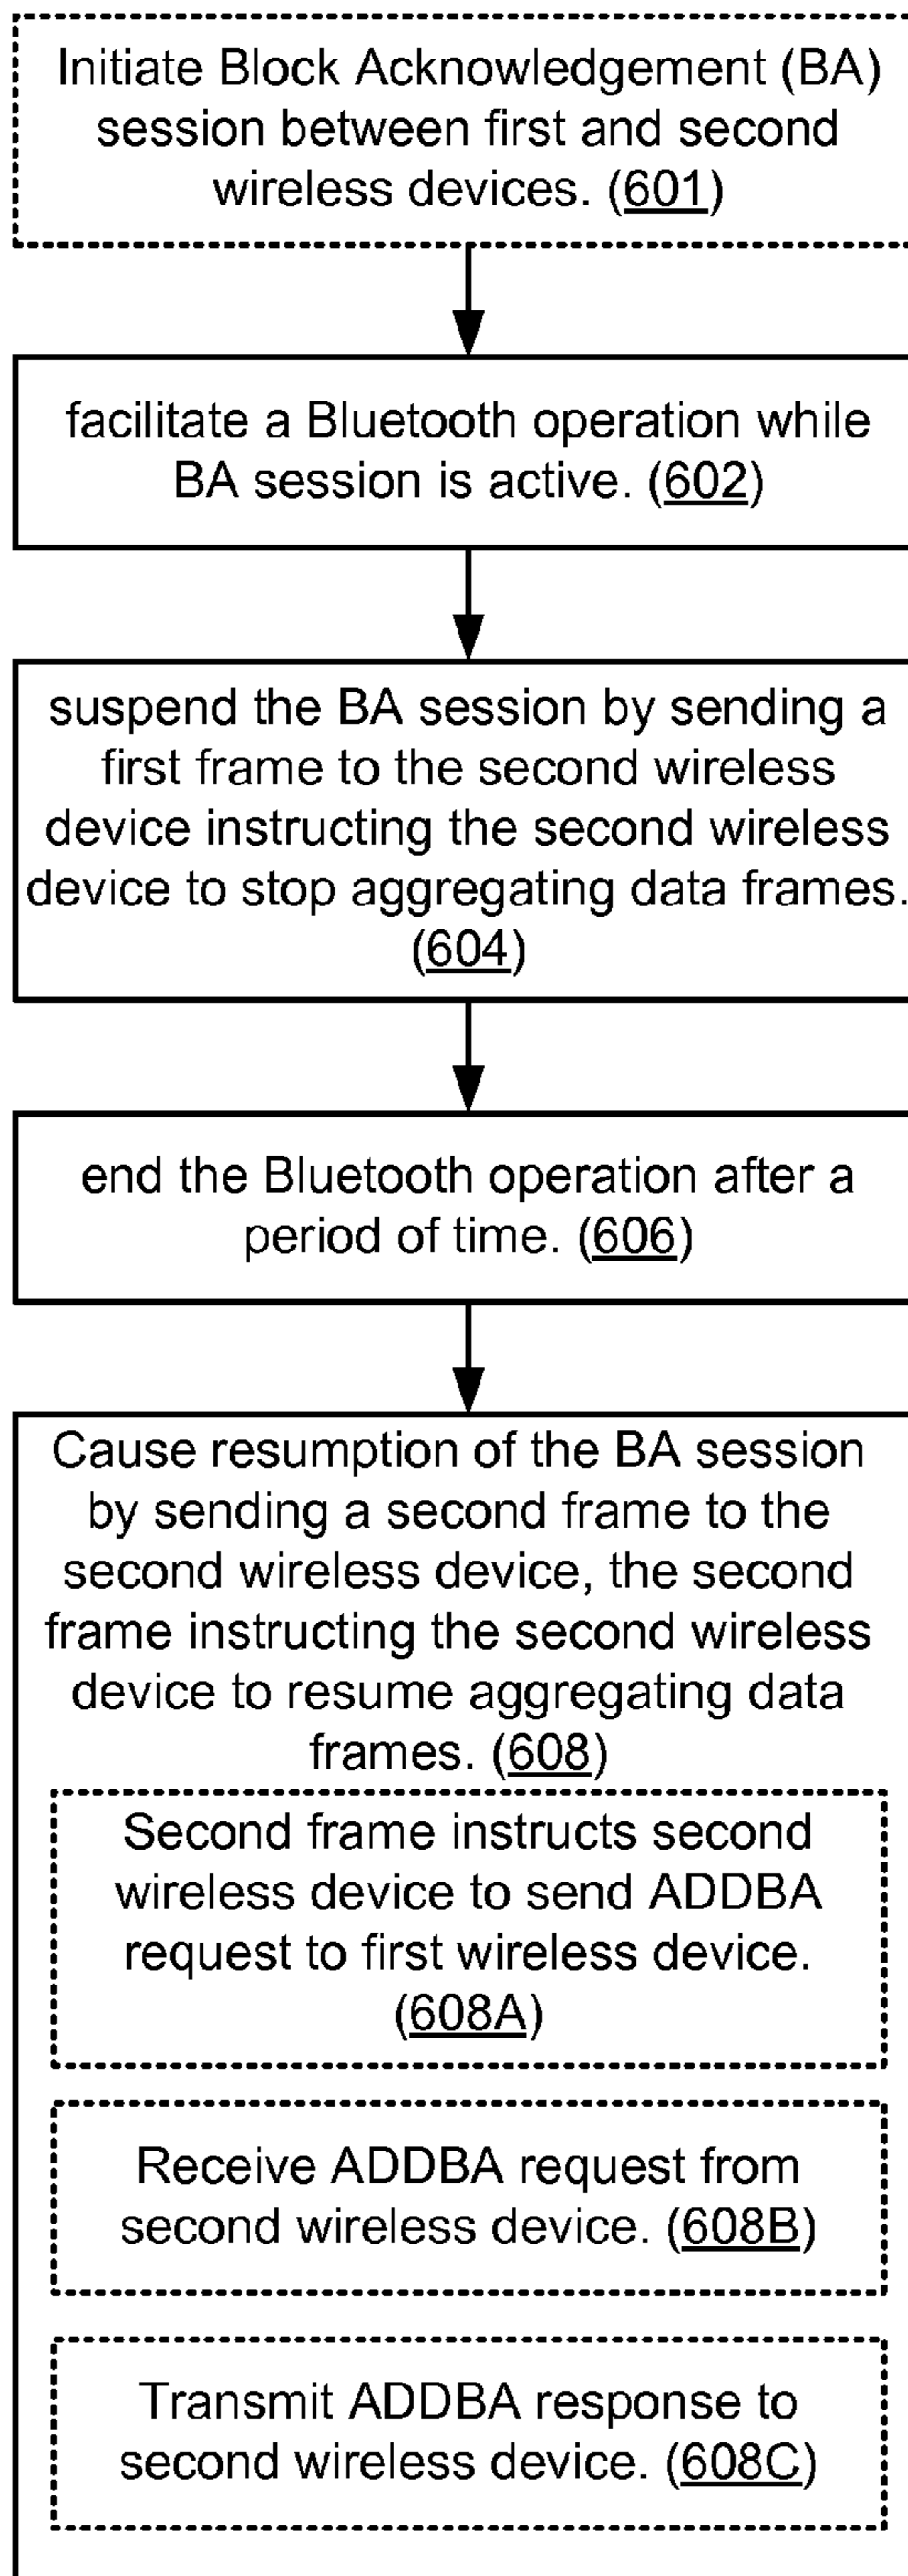 Initiate Block Acknowledgement (BA)
session between first and second
wireless devices. (601)
facilitate a Bluetooth operation while
BA session is active. (602)
suspend the BA session by sending a
first frame to the second wireless
device instructing the second wireless
device to stop aggregating data frames.
(604)
end the Bluetooth operation after a
period of time. (606)
Cause resumption of the BA session
by sending a second frame to the
second wireless device, the second
frame instructing the second wireless
device to resume aggregating data
frames. (608)
Second frame instructs second
wireless device to send ADDBA
request to first wireless device.
(608A)
Receive ADDBA request from
second wireless device. (608B)
Transmit ADDBA response to
second wireless device. (608C)